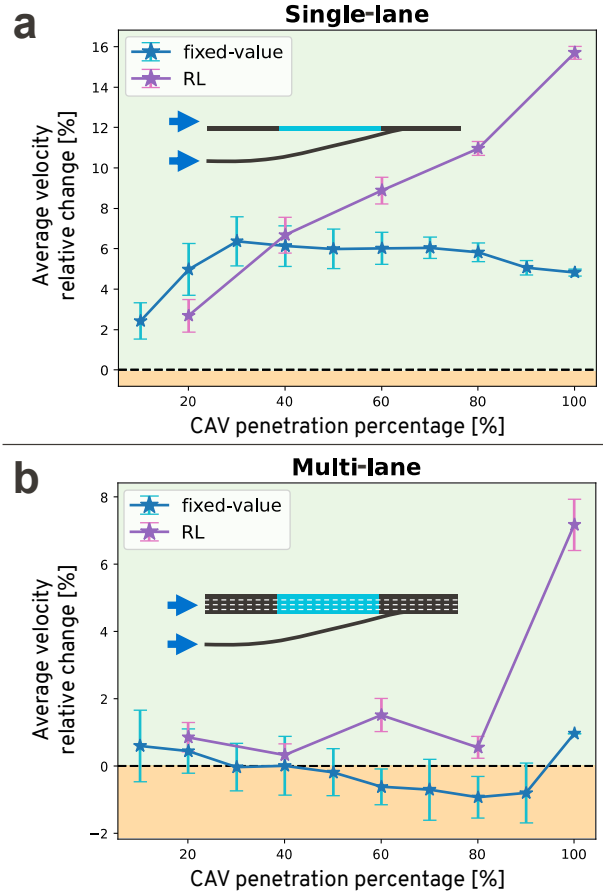 a
Single-lane
fixed-value
RL
Average velocity
relative change [%]
16
14
12
10
8
6
4
2
0
20
40
60
80
100
CAV penetration percentage [%]
b
Multi-lane
fixed-value
RL
Average velocity
relative change [%]
8
6
4
2
0
−2
20
40
60
80
100
CAV penetration percentage [%]